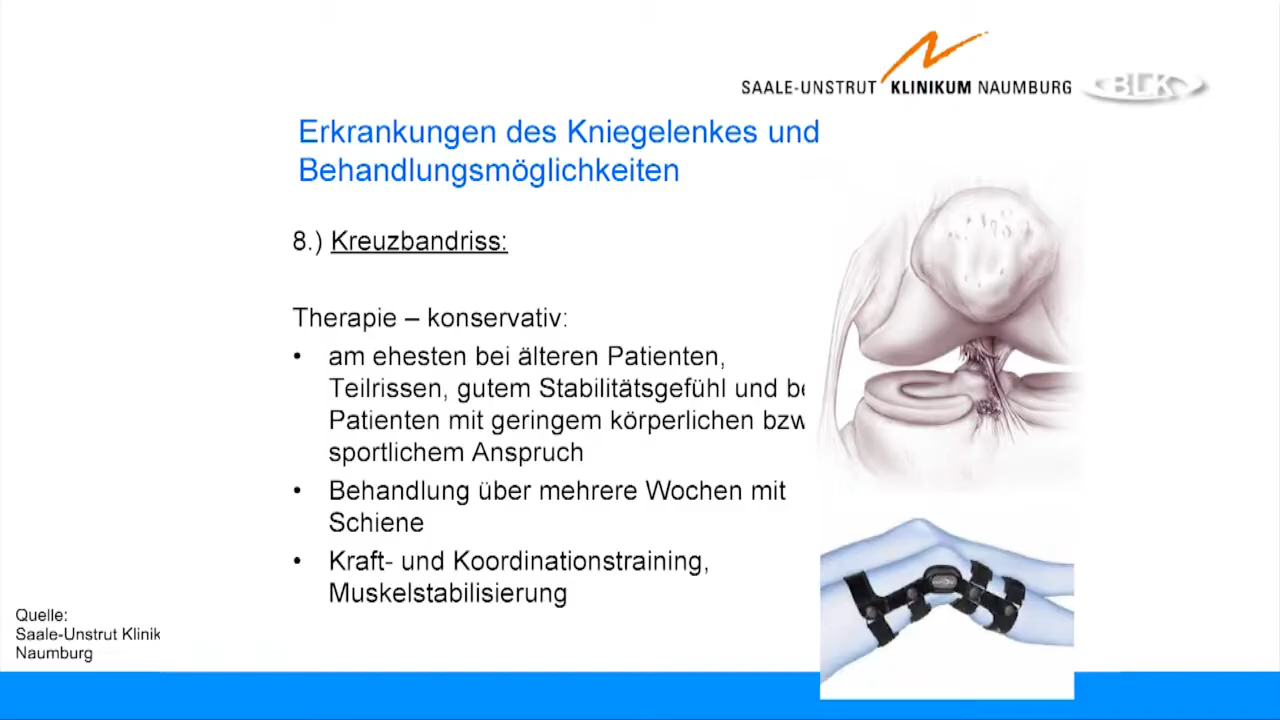 SAALE-UNSTRUT KLINIKUM NAUMBURG
BLK
Erkrankungen des Kniegelenkes und
Behandlungsmöglichkeiten
8.) Kreuzbandriss:
Therapie – konservativ:
• am ehesten bei älteren Patienten,
Teilrissen, gutem Stabilitätsgefühl und be
Patienten mit geringem körperlichen bzw
sportlichem Anspruch
• Behandlung über mehrere Wochen mit
Schiene
• Kraft- und Koordinationstraining,
Muskelstabilisierung
Quelle:
Saale-Unstrut Klinik
Naumburg